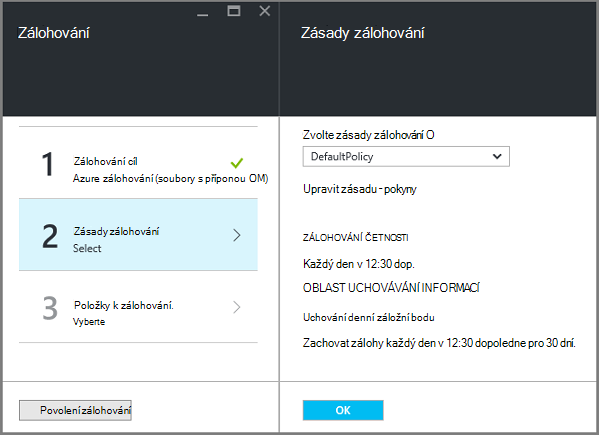 Zálohování
1
Zálohování cíl
Azure zálohování (soubory s příponou OM)
2
Zásady zálohování
Select
3
Položky k zálohování.
Vyberte
Povolení zálohování
Zásady zálohování
Zvolte zásady zálohování O
DefaultPolicy
Upravit zásadu - pokyny
ZÁLOHOVÁNÍ ČETNOSTI
Každý den v 12:30 dop.
OBLAST UCHOVÁVÁNÍ INFORMACÍ
Uchování denní záložní bodu
Zachovat zálohy každý den v 12:30 dopoledne pro 30 dní.
OK